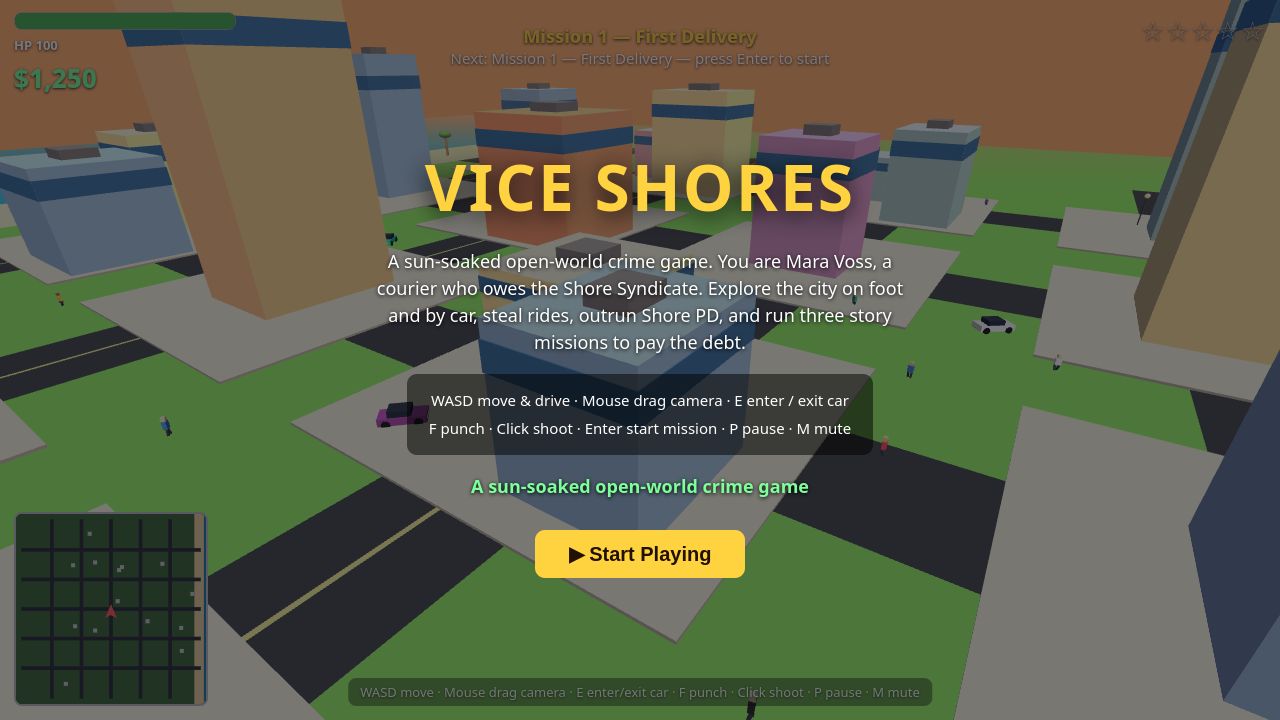 HP 100
$1,250
Mission 1 — First Delivery
Next: Mission 1 — First Delivery — press Enter to start
☆☆☆☆☆
VICE SHORES
A sun-soaked open-world crime game. You are Mara Voss, a
courier who owes the Shore Syndicate. Explore the city on foot
and by car, steal rides, outrun Shore PD, and run three story
missions to pay the debt.
WASD move & drive · Mouse drag camera · E enter / exit car
F punch · Click shoot · Enter start mission · P pause · M mute
A sun-soaked open-world crime game
▶ Start Playing
WASD move · Mouse drag camera · E enter/exit car · F punch · Click shoot · P pause · M mute